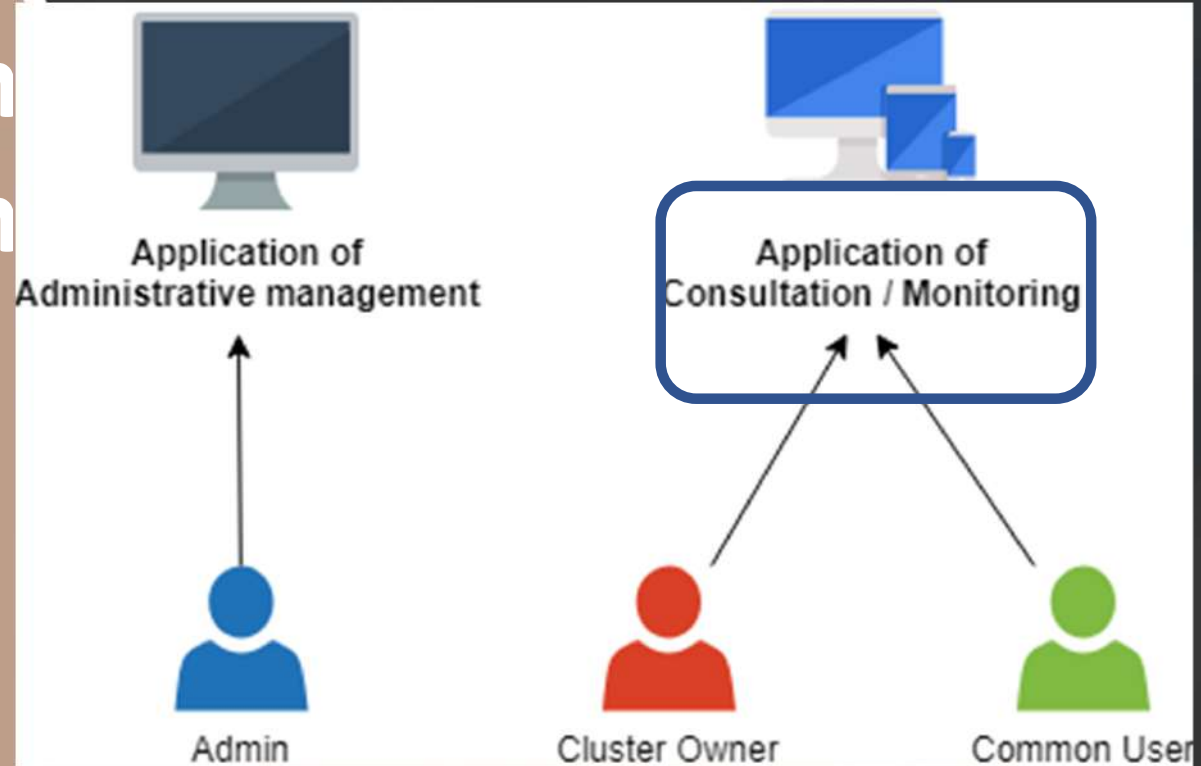 Application of
Administrative management
Application of
Consultation / Monitoring
Admin
Cluster Owner
Common User